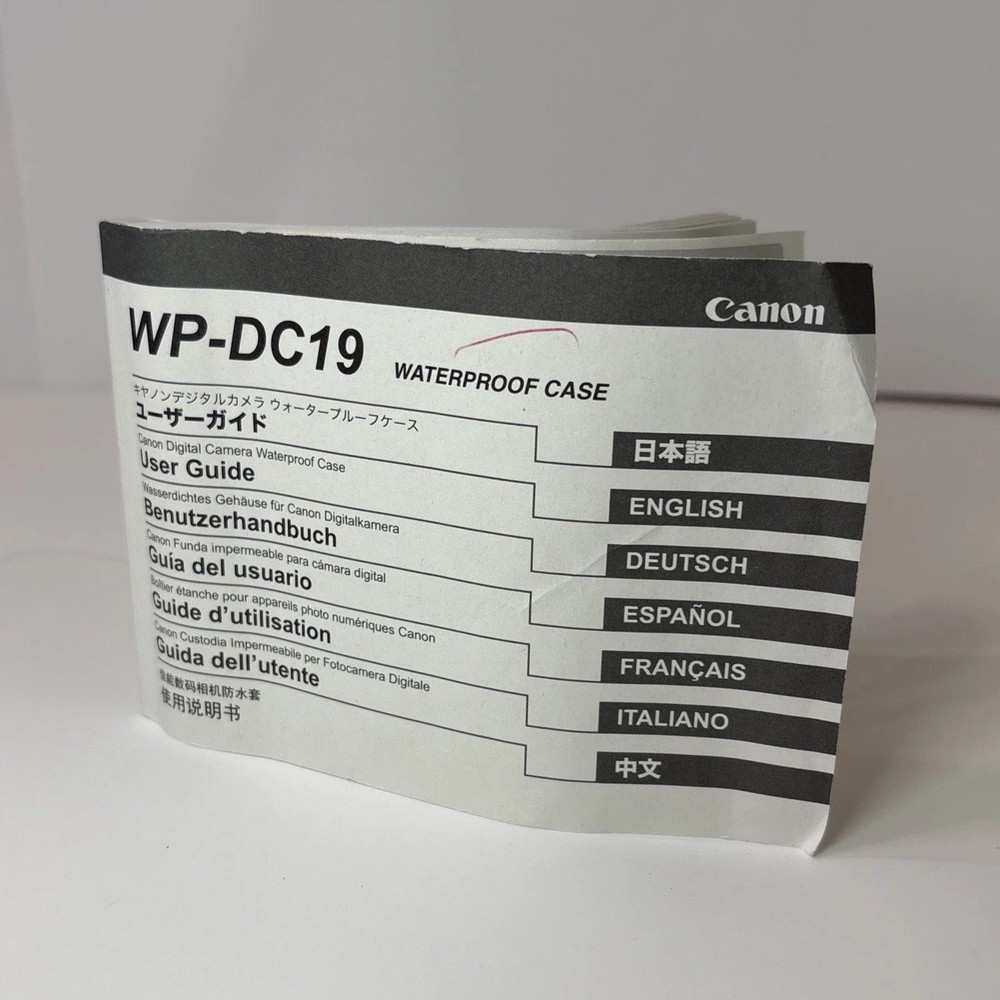 Canon
WP-DC19 WATERPROOF CASE
キヤノンデジタルカメラ ウォータープルーフケース
ユーザーガイド
日本語
Canon Digital Camera Waterproof Case
User Guide
ENGLISH
Wasserdichtes Gehäuse für Canon Digitalkamera
Benutzerhandbuch
DEUTSCH
Canon Funda impermeable para cámara digital
Guía del usuario
ESPAÑOL
Boîtier étanche pour appareils photo numériques Canon
Guide d'utilisation
FRANÇAIS
Canon Custodia Impermeabile per Fotocamera Digitale
Guida dell'utente
ITALIANO
佳能数码相机防水套
使用说明书
中文